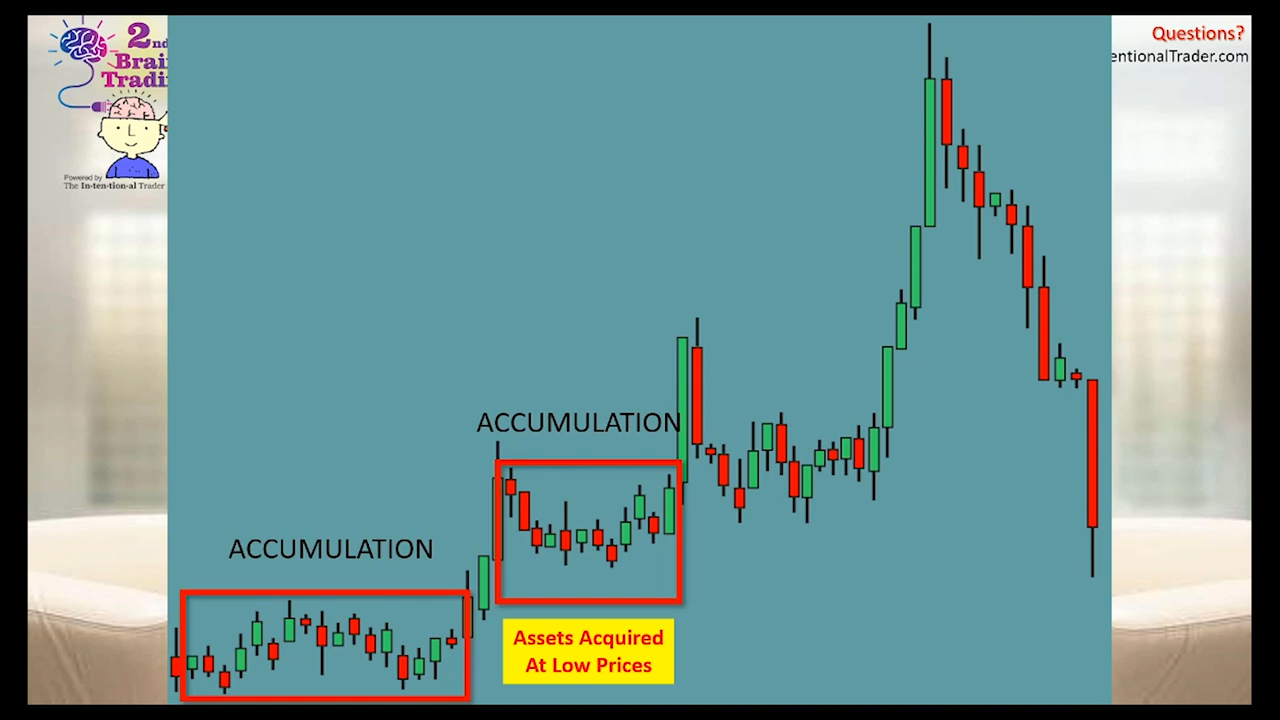 2nd
Brai
Tradi
Powered by
The In-ten-tion-al Trader
Questions?
entionalTrader.com
ACCUMULATION
ACCUMULATION
Assets Acquired
At Low Prices